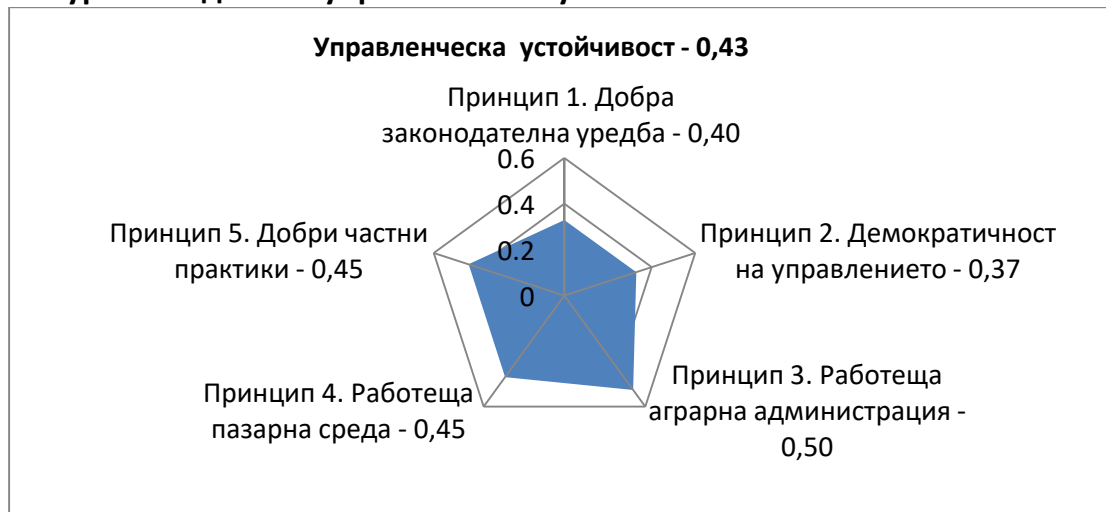 Управленческа устойчивост - 0,43
Принцип 1. Добра
законодателна уредба - 0,40
0.6
0.4
0.2
0
Принцип 2. Демократичност
на управлението - 0,37
Принцип 3. Работеща
аграрна администрация -
0,50
Принцип 4. Работеща
пазарна среда - 0,45
Принцип 5. Добри частни
практики - 0,45